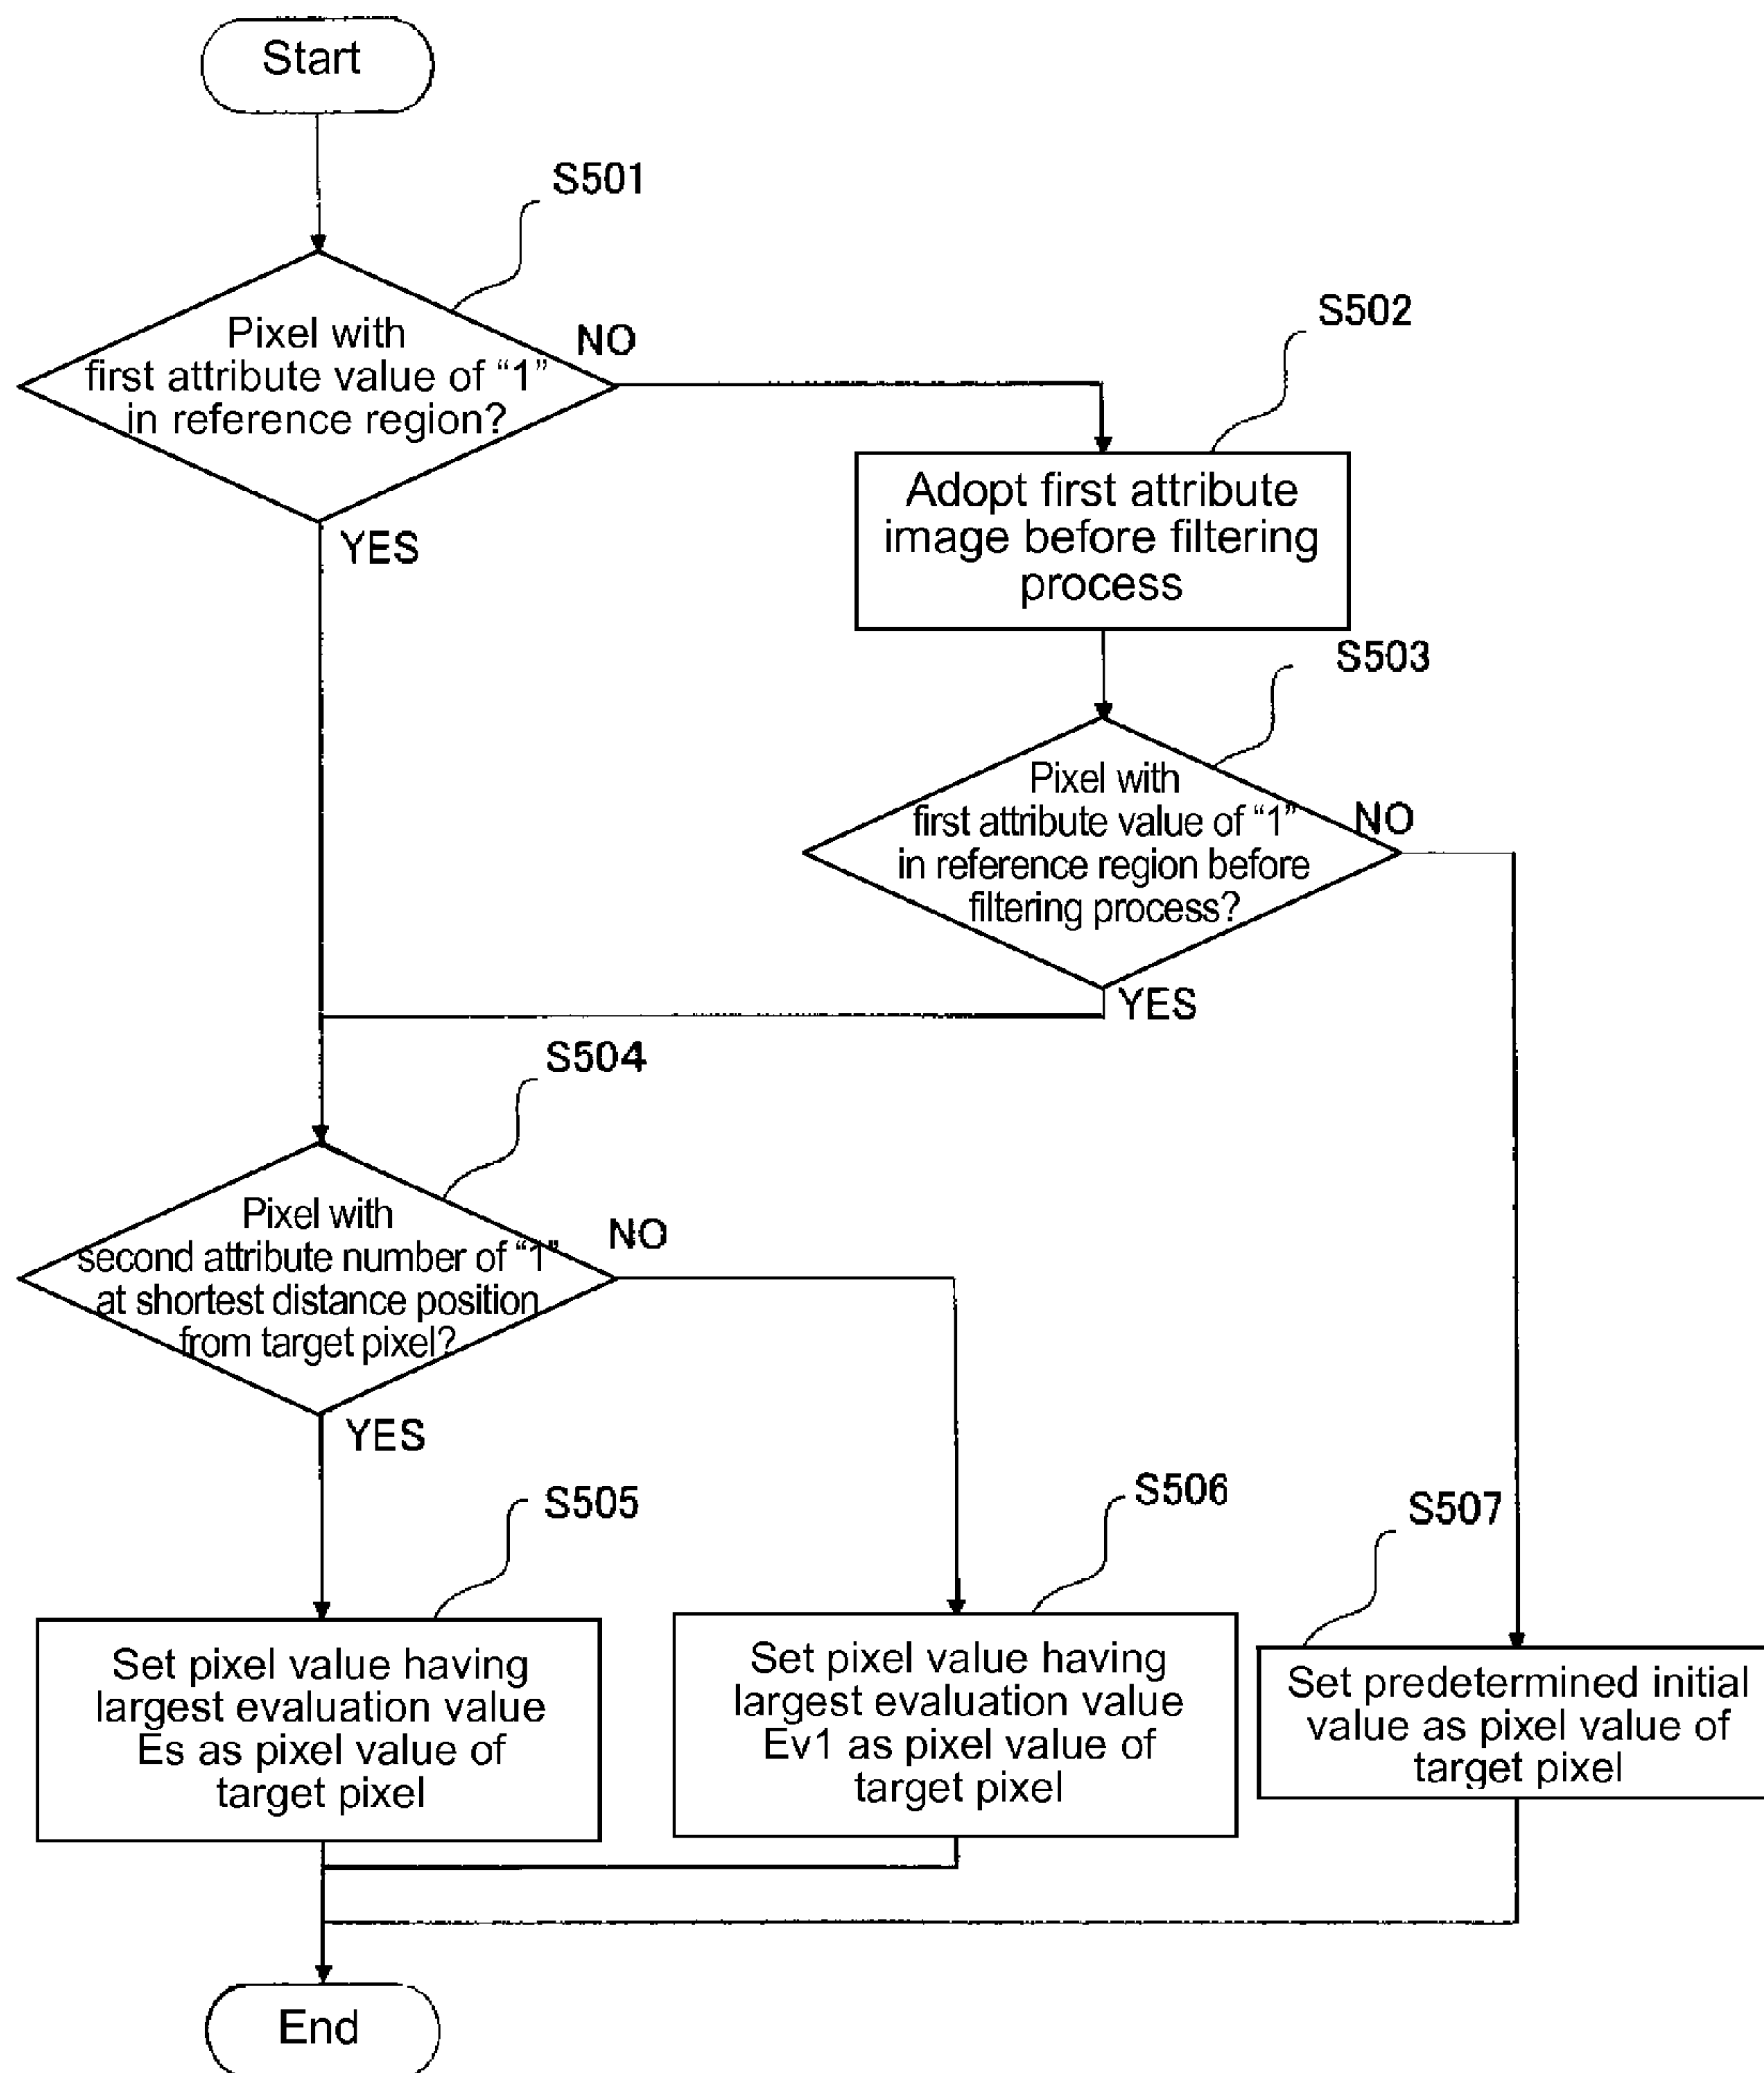 Start
S501
Pixel with
first attribute value of “1”
in reference region?
NO
YES
S502
Adopt first attribute
image before filtering
process
S503
Pixel with
first attribute value of “1”
in reference region before
filtering process?
NO
YES
S504
Pixel with
second attribute number of “1”
at shortest distance position
from target pixel?
NO
YES
S505
Set pixel value having
largest evaluation value
Es as pixel value of
target pixel
S506
Set pixel value having
largest evaluation value
Ev1 as pixel value of
target pixel
S507
Set predetermined initial
value as pixel value of
target pixel
End